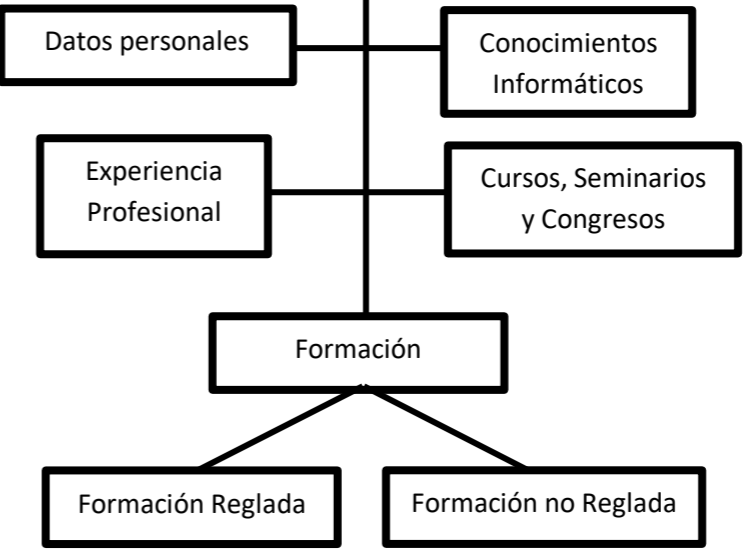 Datos personales
Conocimientos
Informáticos
Experiencia
Profesional
Cursos, Seminarios
y Congresos
Formación
Formación Reglada
Formación no Reglada